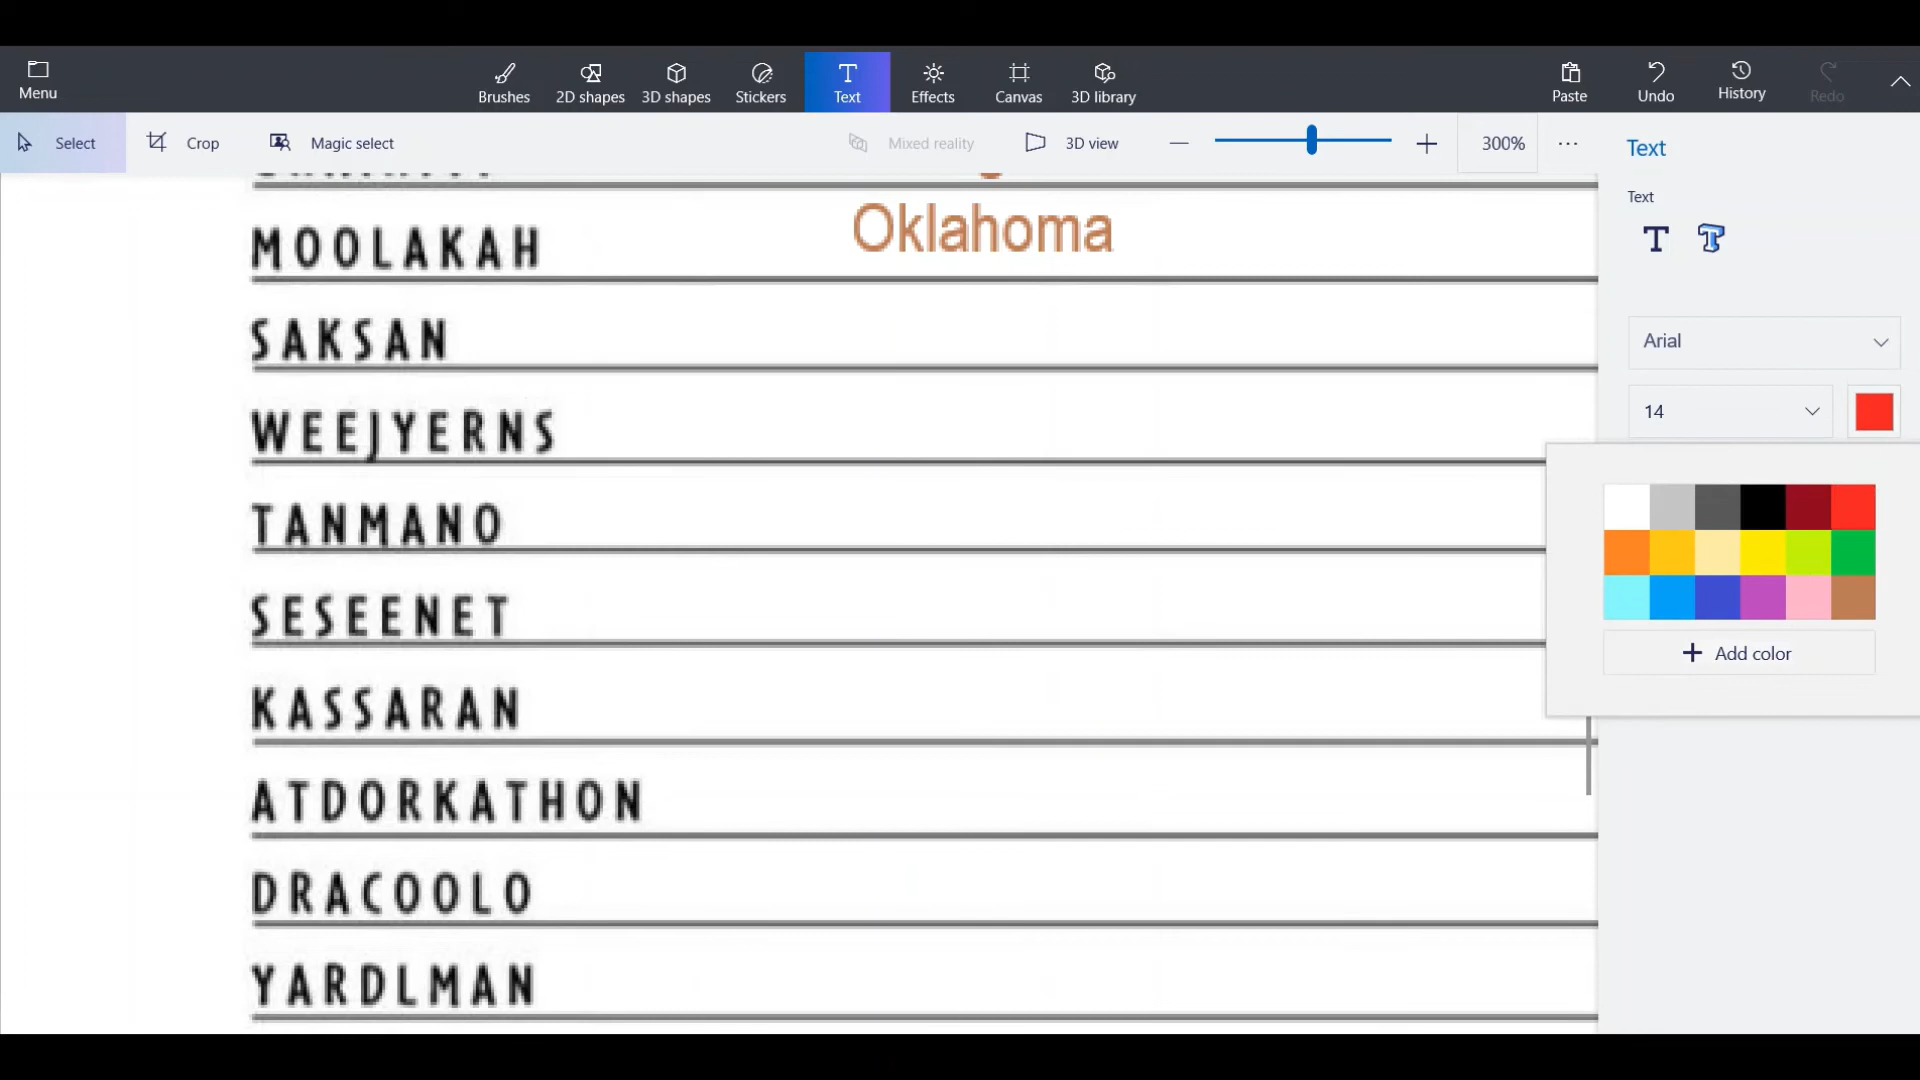 Menu
Brushes 2D shapes 3D shapes Stickers Text Effects Canvas 3D library
Paste Undo History Redo
Select Crop Magic select Mixed reality 3D view 300%
Text
Text
Arial
14
Add color
Oklahoma
MOOLAKAH
SAKSAN
WEEJYERNS
TANMANO
SESEENET
KASSARAN
ATDORKATHON
DRACOOLO
YARDLMAN